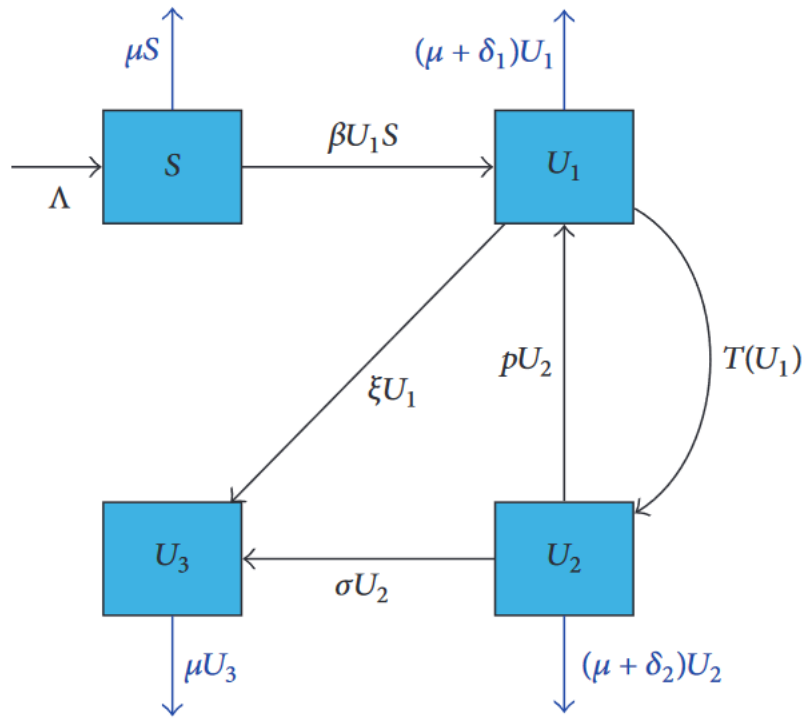 μS
(μ + δ₁)U₁
S
βU₁S
U₁
Λ
ξU₁
pU₂
T(U₁)
U₃
σU₂
U₂
μU₃
(μ + δ₂)U₂